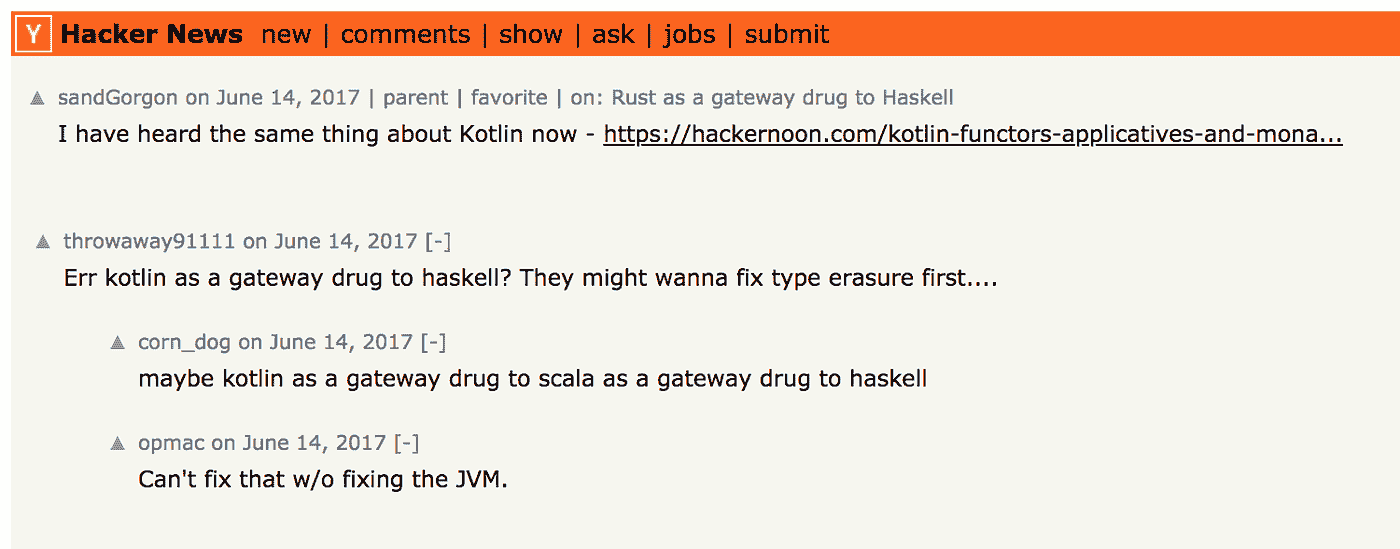 Y Hacker News new | comments | show | ask | jobs | submit
▲ sandGorgon on June 14, 2017 | parent | favorite | on: Rust as a gateway drug to Haskell
I have heard the same thing about Kotlin now - https://hackernoon.com/kotlin-functors-applicatives-and-mona...
▲ throwaway91111 on June 14, 2017 [-]
Err kotlin as a gateway drug to haskell? They might wanna fix type erasure first....
▲ corn_dog on June 14, 2017 [-]
maybe kotlin as a gateway drug to scala as a gateway drug to haskell
▲ opmac on June 14, 2017 [-]
Can't fix that w/o fixing the JVM.